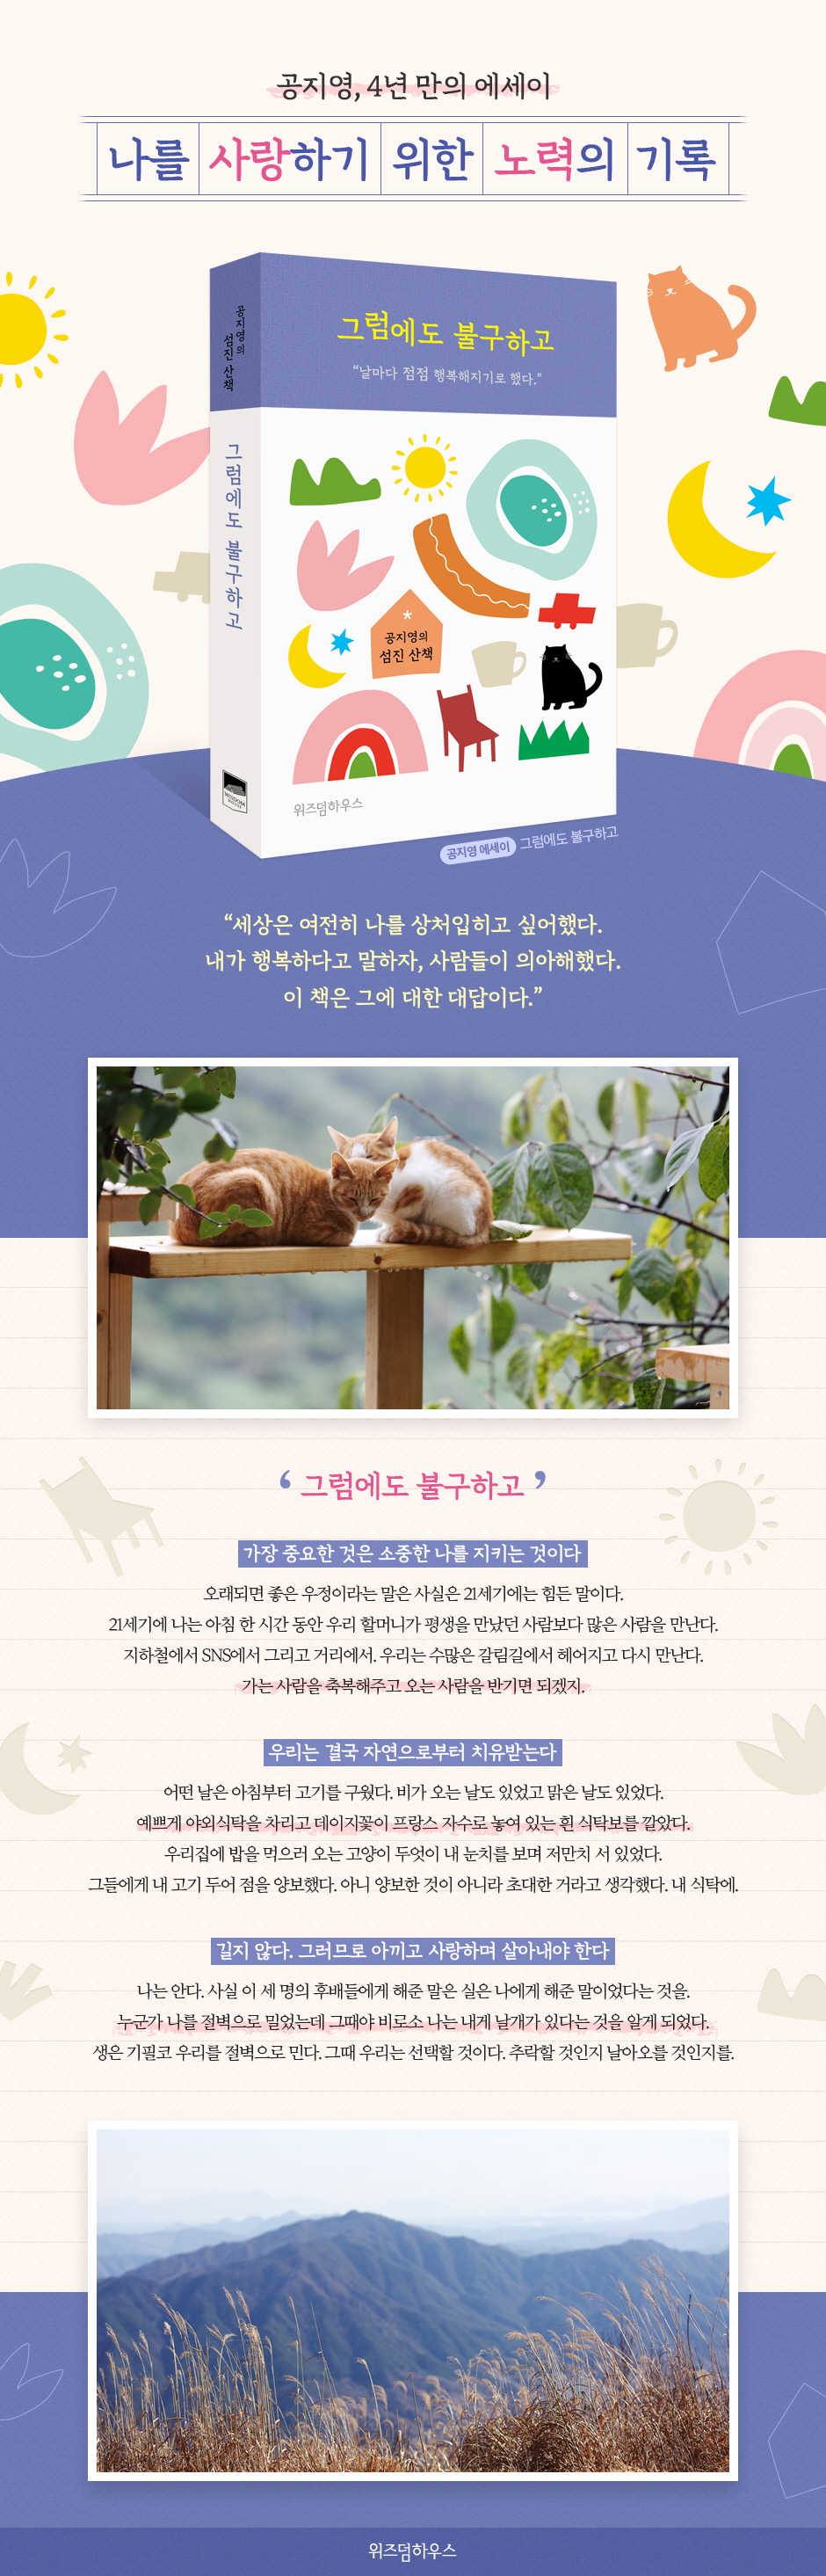 공지영, 4년 만의 에세이
나를 사랑하기 위한 노력의 기록
공지영의
섬진 산책
그럼에도 불구하고
WISDOM HOUSE
그럼에도 불구하고
“날마다 점점 행복해지기로 했다.”
*
공지영의
섬진 산책
위즈덤하우스
공지영 에세이 그럼에도 불구하고
“세상은 여전히 나를 상처입히고 싶어했다.
내가 행복하다고 말하자, 사람들이 의아해했다.
이 책은 그에 대한 대답이다.”
‘ 그럼에도 불구하고 ’
가장 중요한 것은 소중한 나를 지키는 것이다
오래되면 좋은 우정이라는 말은 사실은 21세기에는 힘든 말이다.
21세기에 나는 아침 한 시간 동안 우리 할머니가 평생을 만났던 사람보다 많은 사람을 만난다.
지하철에서 SNS에서 그리고 거리에서. 우리는 수많은 갈림길에서 헤어지고 다시 만난다.
가는 사람을 축복해주고 오는 사람을 반기면 되겠지.
우리는 결국 자연으로부터 치유받는다
어떤 날은 아침부터 고기를 구웠다. 비가 오는 날도 있었고 맑은 날도 있었다.
예쁘게 야외식탁을 차리고 데이지꽃이 프랑스 자수로 놓여 있는 흰 식탁보를 깔았다.
우리집에 밥을 먹으러 오는 고양이 두엇이 내 눈치를 보며 저만치 서 있었다.
그들에게 내 고기 두어 점을 양보했다. 아니 양보한 것이 아니라 초대한 거라고 생각했다. 내 식탁에.
길지 않다. 그러므로 아끼고 사랑하며 살아내야 한다
나는 안다. 사실 이 세 명의 후배들에게 해준 말은 실은 나에게 해준 말이었다는 것을.
누군가 나를 절벽으로 밀었는데 그때야 비로소 나는 내게 날개가 있다는 것을 알게 되었다.
생은 기필코 우리를 절벽으로 민다. 그때 우리는 선택할 것이다. 추락할 것인지 날아오를 것인지를.
위즈덤하우스